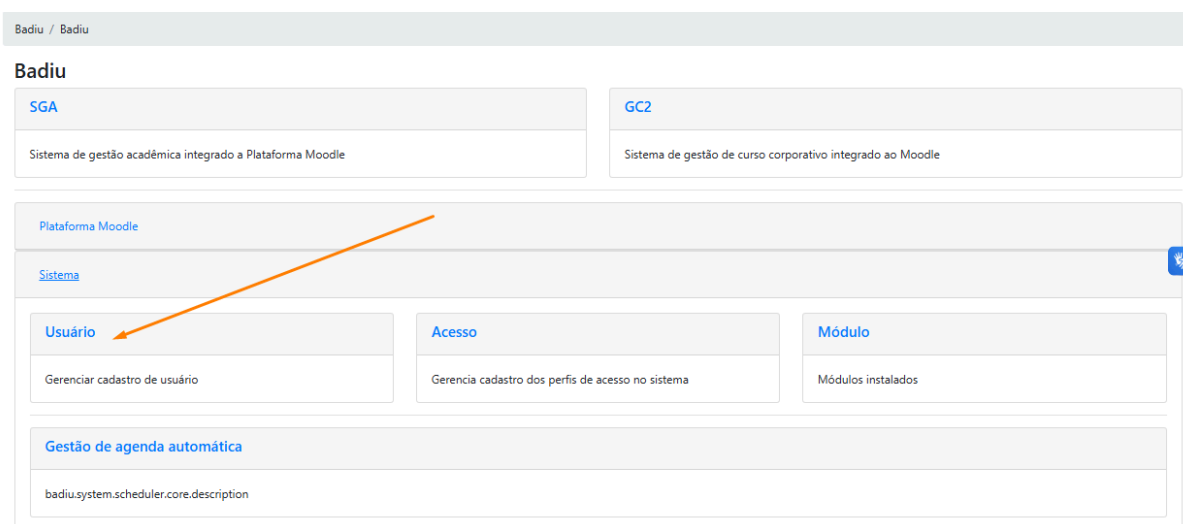 Badiu / Badiu
Badiu
SGA
Sistema de gestão acadêmica integrado a Plataforma Moodle
GC2
Sistema de gestão de curso corporativo integrado ao Moodle
Plataforma Moodle
Sistema
Usuário
Gerenciar cadastro de usuário
Acesso
Gerencia cadastro dos perfis de acesso no sistema
Módulo
Módulos instalados
Gestão de agenda automática
badiu.system.scheduler.core.description